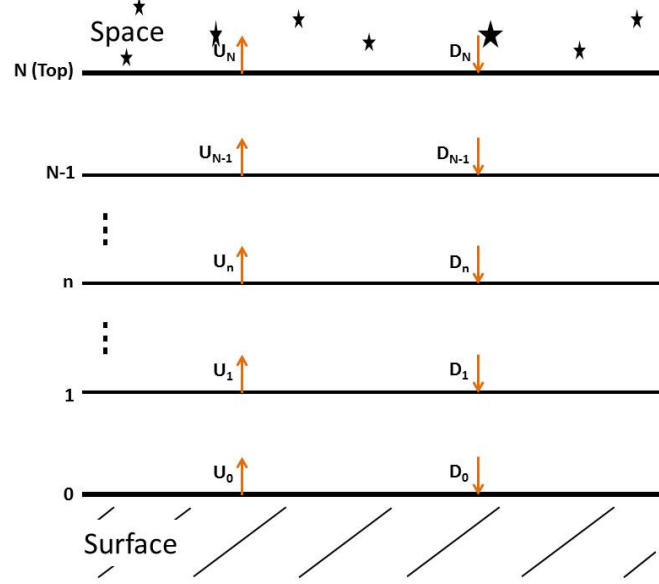 Space
U_N D_N
N (Top)
U_N-1 D_N-1
N-1
U_n D_n
n
U_1 D_1
1
U_0 D_0
0
Surface